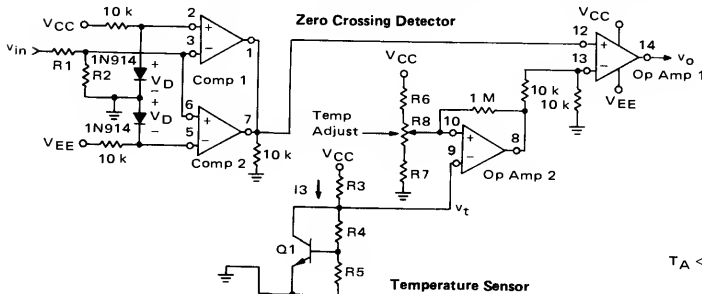 Zero Crossing Detector
10 k
VCC
2
+
3
−
1
Comp 1
vin
R1
R2
1N914
+
VD
−
+
VD
−
1N914
6
+
5
−
7
Comp 2
VEE
10 k
10 k
VCC
12
+
13
−
14
vo
Op Amp 1
VEE
10 k
10 k
VCC
R6
1 M
Temp
Adjust
R8
10
+
9
−
8
Op Amp 2
R7
VCC
I3
R3
vt
R4
Q1
R5
Temperature Sensor
TA <